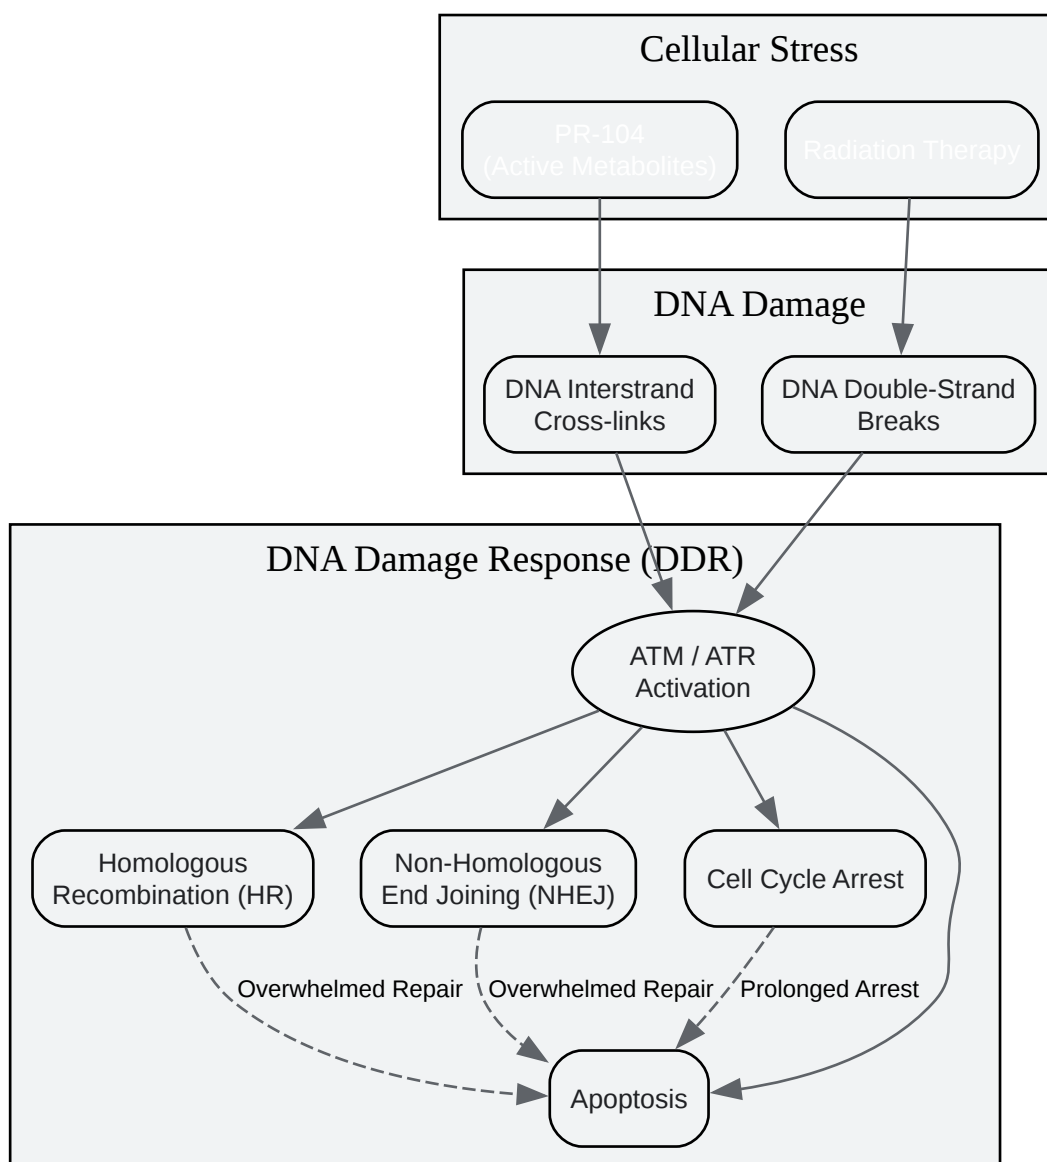 Cellular Stress
PR-104
(Active Metabolites)
Radiation Therapy
DNA Damage
DNA Interstrand
Cross-links
DNA Double-Strand
Breaks
DNA Damage Response (DDR)
ATM / ATR
Activation
Homologous
Recombination (HR)
Non-Homologous
End Joining (NHEJ)
Cell Cycle Arrest
Overwhelmed Repair
Overwhelmed Repair
Prolonged Arrest
Apoptosis